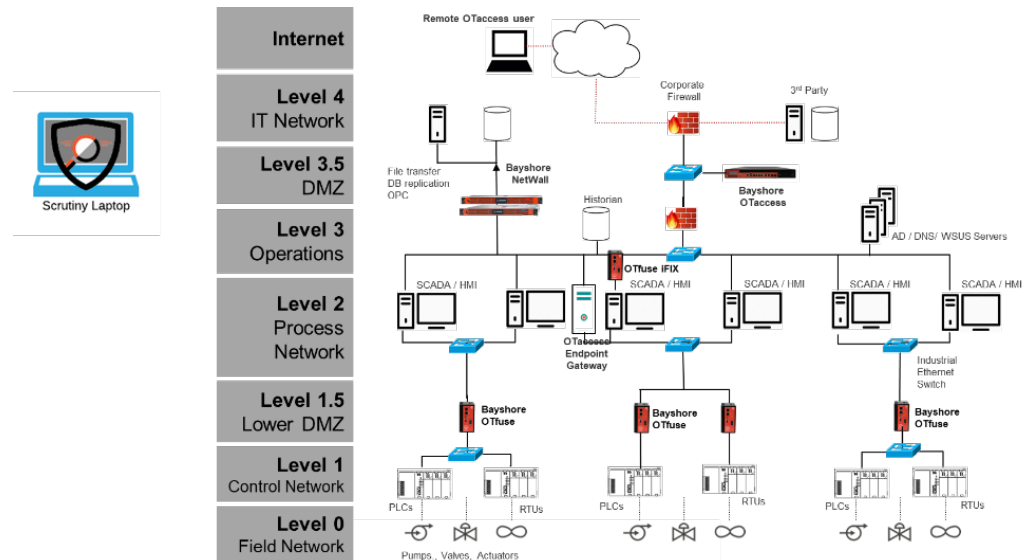 Scrutiny Laptop
Internet
Level 4
IT Network
Level 3.5
DMZ
Level 3
Operations
Level 2
Process
Network
Level 1.5
Lower DMZ
Level 1
Control Network
Level 0
Field Network
Remote OTaccess user
Corporate
Firewall
3rd Party
File transfer
DB replication
OPC
Bayshore
NetWall
Bayshore
OTaccess
Historian
AD / DNS/ WSUS Servers
OTfuse iFIX
SCADA / HMI
SCADA / HMI
SCADA / HMI
SCADA / HMI
SCADA / HMI
OTaccess
Endpoint
Gateway
Industrial
Ethernet
Switch
Bayshore
OTfuse
Bayshore
OTfuse
Bayshore
OTfuse
PLCs
RTUs
PLCs
RTUs
PLCs
RTUs
Pumps., Valves, Actuators